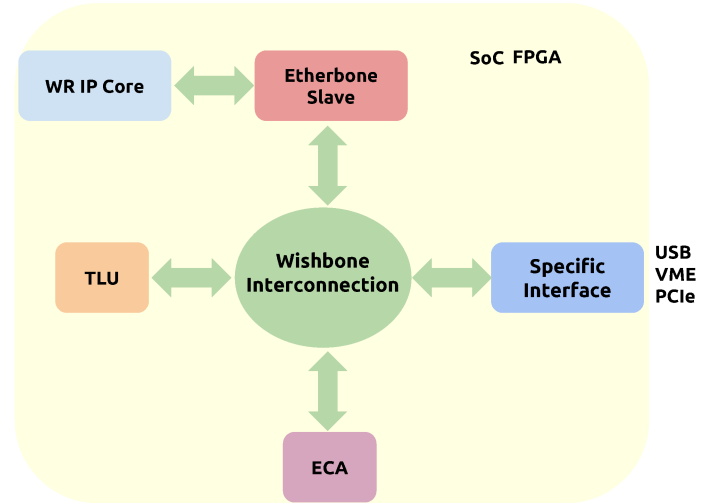 SoC FPGA
WR IP Core
Etherbone
Slave
Wishbone
Interconnection
TLU
Specific
Interface
USB
VME
PCIe
ECA